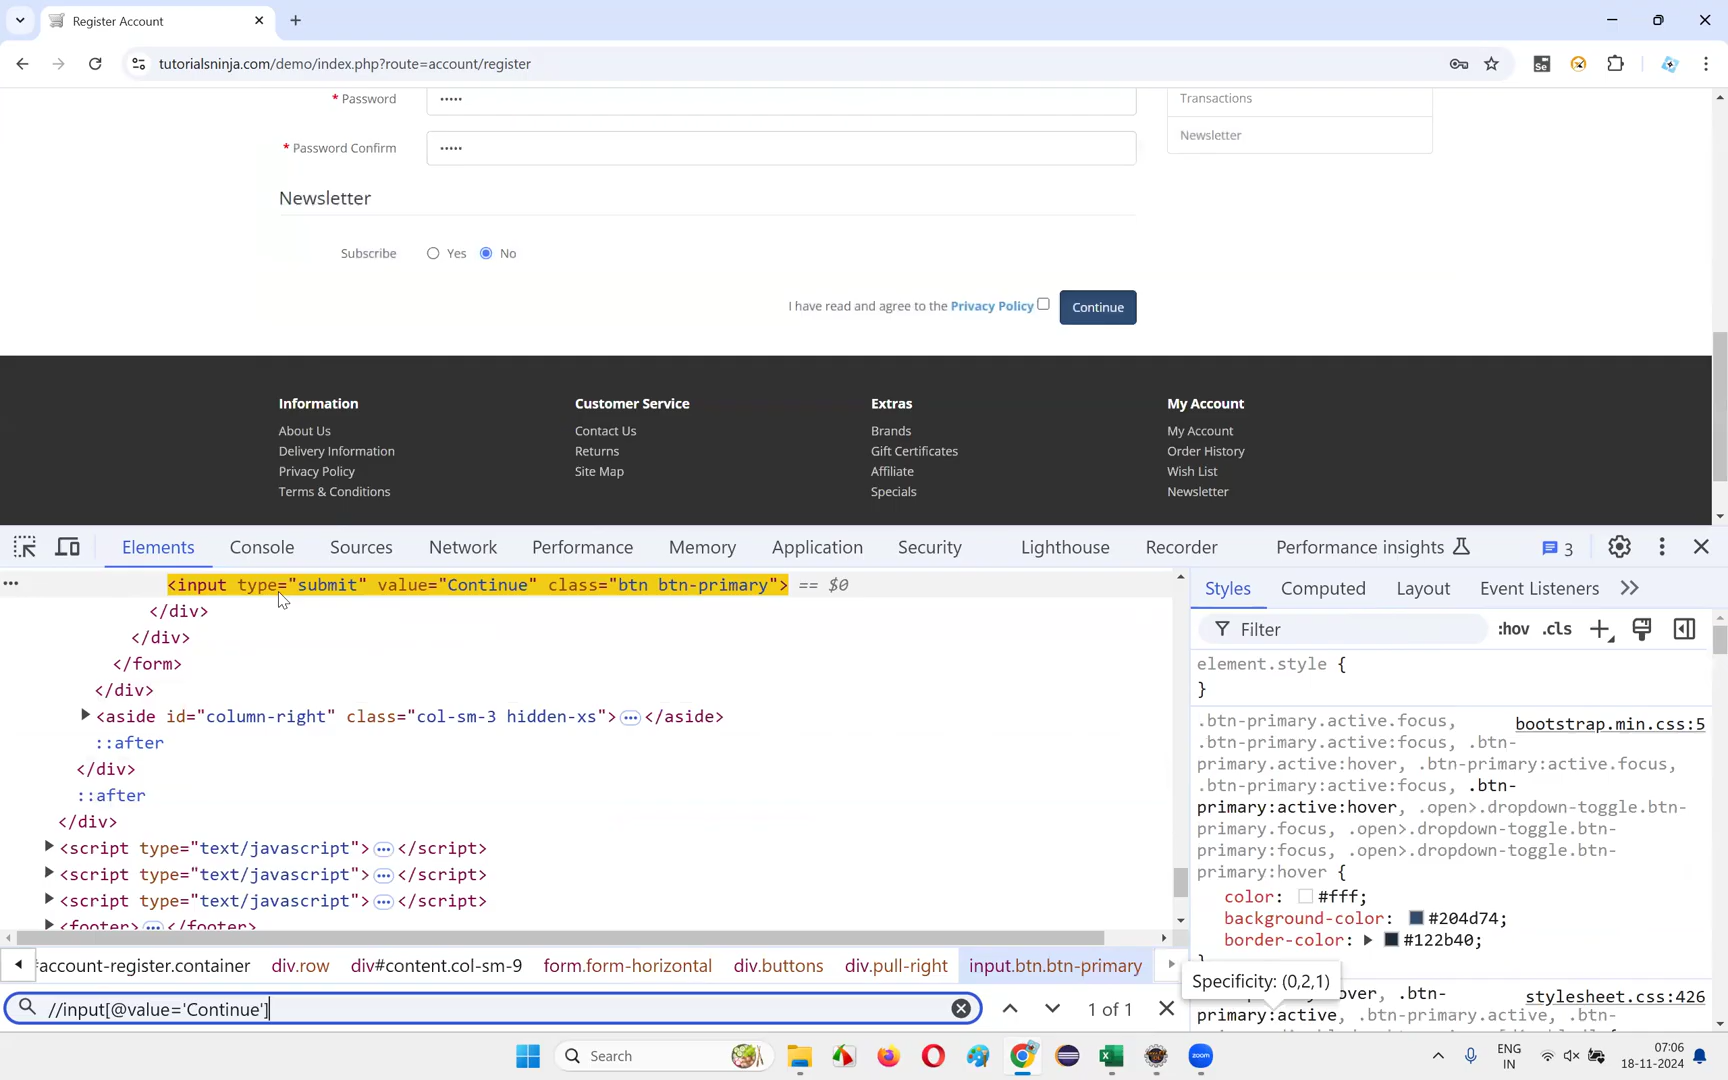 Register Account
tutorialsninja.com/demo/index.php?route=account/register
* Password
•••••
Transactions
* Password Confirm
•••••
Newsletter
Newsletter
Subscribe
Yes
No
I have read and agree to the Privacy Policy
Continue
Information
Customer Service
Extras
My Account
About Us
Contact Us
Brands
My Account
Delivery Information
Returns
Gift Certificates
Order History
Privacy Policy
Site Map
Affiliate
Wish List
Terms & Conditions
Specials
Newsletter
Elements
Console
Sources
Network
Performance
Memory
Application
Security
Lighthouse
Recorder
Performance insights
3
<input type="submit" value="Continue" class="btn btn-primary"> == $0
</div>
</div>
</form>
</div>
<aside id="column-right" class="col-sm-3 hidden-xs"> </aside>
::after
</div>
::after
</div>
<script type="text/javascript"> </script>
<script type="text/javascript"> </script>
<script type="text/javascript"> </script>
<footer> </footer>
Styles
Computed
Layout
Event Listeners
Filter
:hov
.cls
element.style {
}
.btn-primary.active.focus,
bootstrap.min.css:5
.btn-primary.active:focus, .btn-
primary.active:hover, .btn-primary:active.focus,
.btn-primary:active:focus, .btn-
primary:active:hover, .open>.dropdown-toggle.btn-
primary.focus, .open>.dropdown-toggle.btn-
primary:focus, .open>.dropdown-toggle.btn-
primary:hover {
color: #fff;
background-color: #204d74;
border-color: #122b40;
Specificity: (0,2,1)
over, .btn-
stylesheet.css:426
primary:active, .btn-primary.active, .btn-
#account-register.container
div.row
div#content.col-sm-9
form.form-horizontal
div.buttons
div.pull-right
input.btn.btn-primary
//input[@value='Continue']
1 of 1
Search
Se
zoom
ENG
IN
07:06
18-11-2024